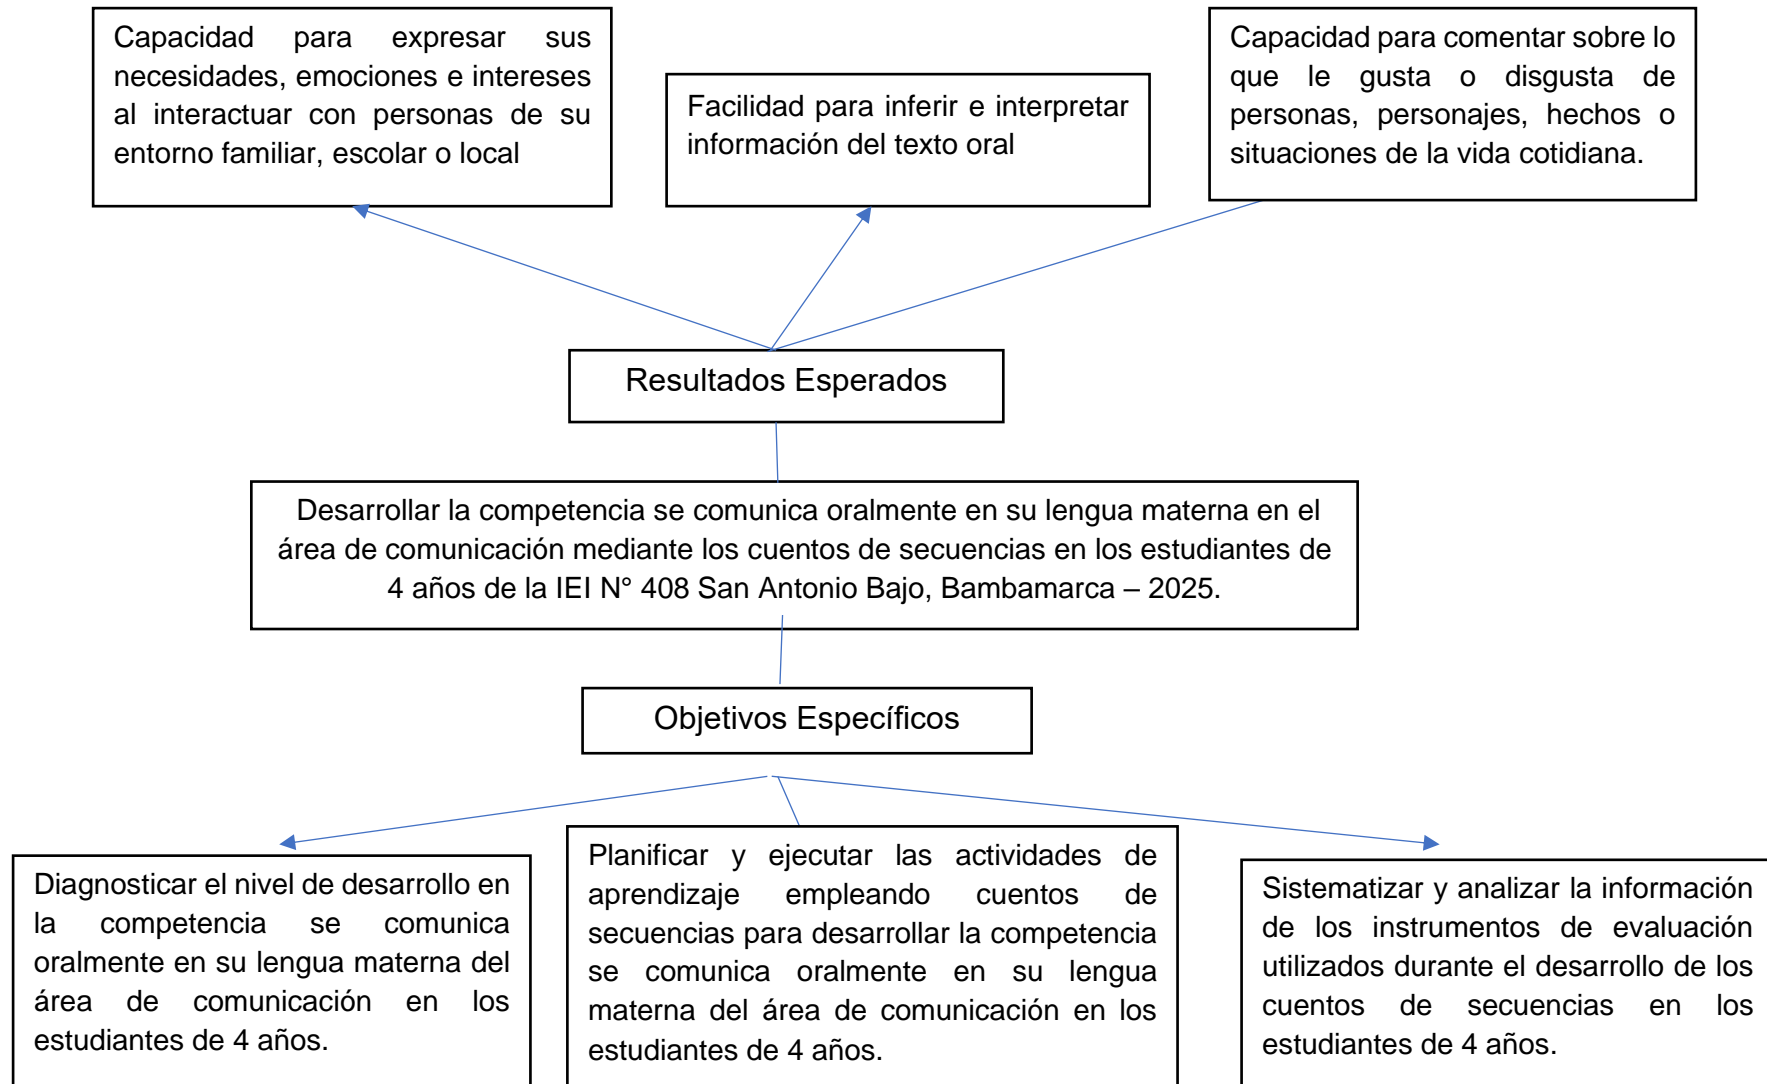 Capacidad para expresar sus
necesidades, emociones e intereses
al interactuar con personas de su
entorno familiar, escolar o local
Facilidad para inferir e interpretar
información del texto oral
Capacidad para comentar sobre lo
que le gusta o disgusta de
personas, personajes, hechos o
situaciones de la vida cotidiana.
Resultados Esperados
Desarrollar la competencia se comunica oralmente en su lengua materna en el
área de comunicación mediante los cuentos de secuencias en los estudiantes de
4 años de la IEI N° 408 San Antonio Bajo, Bambamarca – 2025.
Objetivos Específicos
Diagnosticar el nivel de desarrollo en
la competencia se comunica
oralmente en su lengua materna del
área de comunicación en los
estudiantes de 4 años.
Planificar y ejecutar las actividades de
aprendizaje empleando cuentos de
secuencias para desarrollar la competencia
se comunica oralmente en su lengua
materna del área de comunicación en los
estudiantes de 4 años.
Sistematizar y analizar la información
de los instrumentos de evaluación
utilizados durante el desarrollo de los
cuentos de secuencias en los
estudiantes de 4 años.